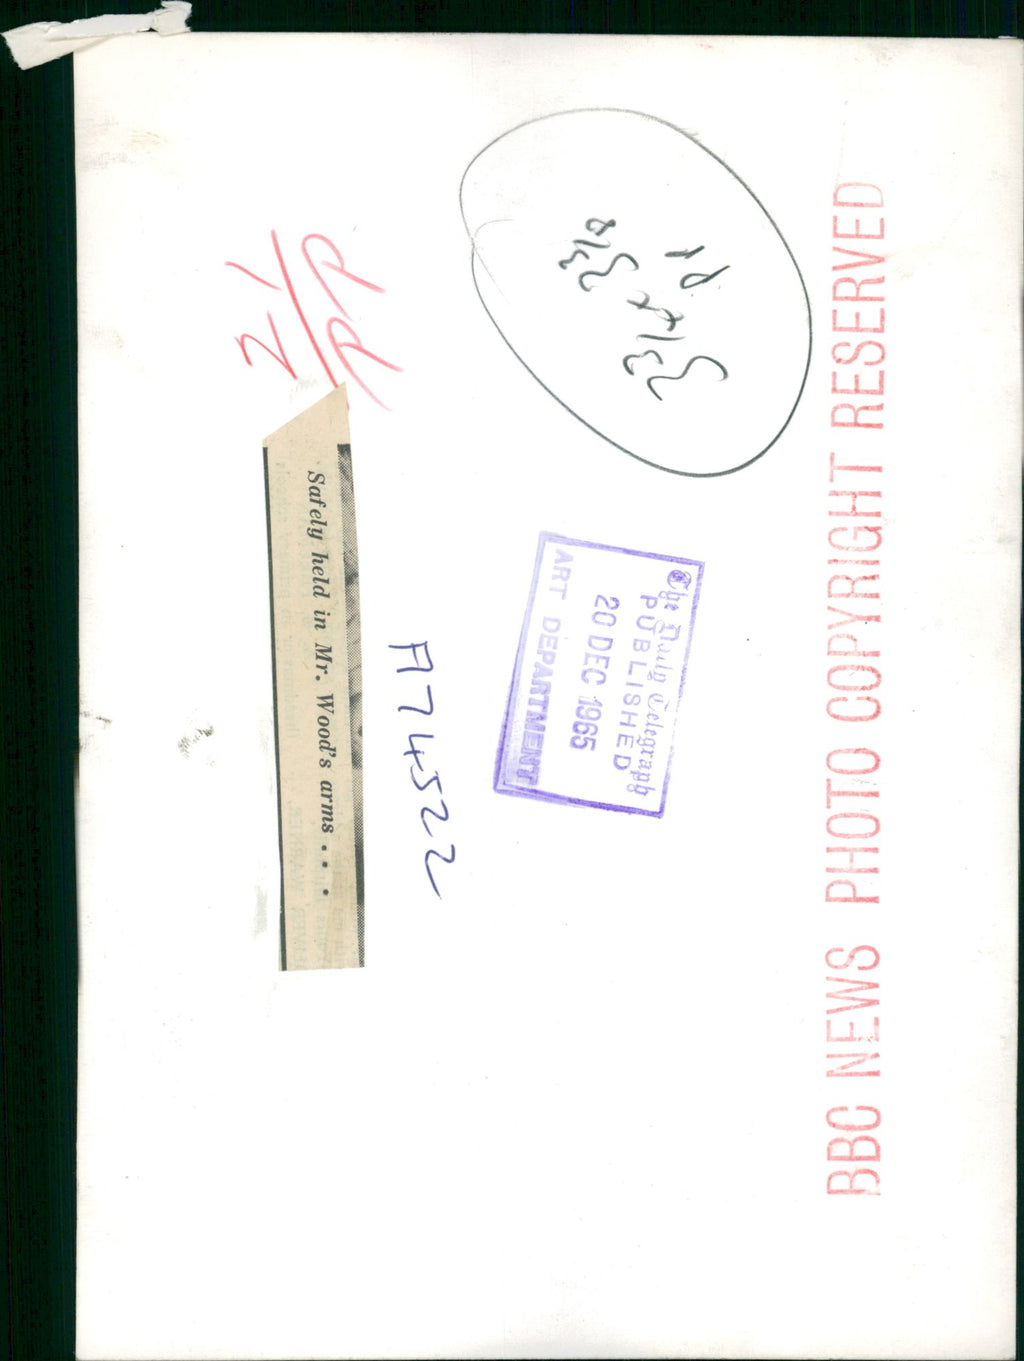 BBC NEWS PHOTO COPYRIGHT RESERVED
The Daily Telegraph
PUBLISHED
20 DEC 1965
ART DEPARTMENT
A74522
Safely held in Mr. Wood's arms . . .